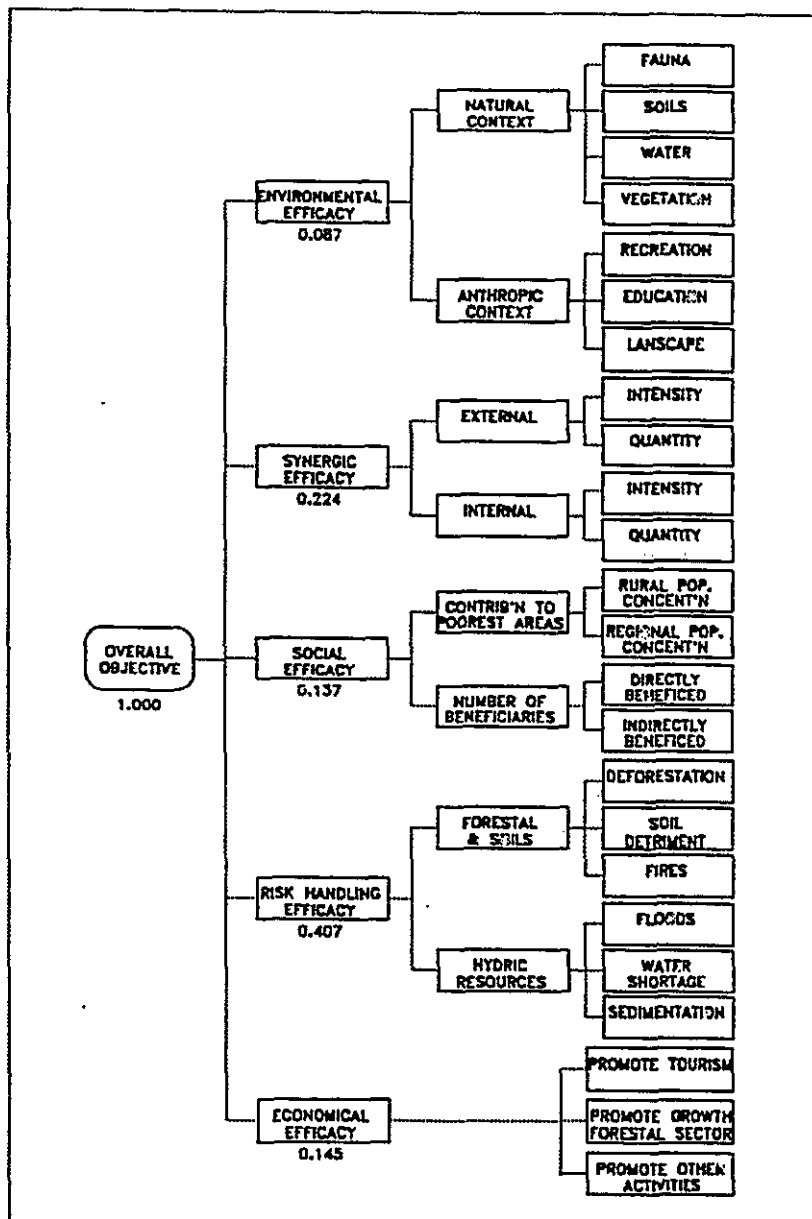 FAUNA
NATURAL
CONTEXT
SOILS
WATER
ENVIRONMENTAL
EFFICACY
0.087
VEGETATION
RECREATION
ANTHROPIC
CONTEXT
EDUCATION
LANSCAPE
EXTERNAL
INTENSITY
QUANTITY
SYNERGIC
EFFICACY
0.224
INTERNAL
INTENSITY
QUANTITY
CONTRIB'N TO
POOREST AREAS
RURAL POP.
CONCENT'N
REGIONAL POP.
CONCENT'N
OVERALL
OBJECTIVE
1.000
SOCIAL
EFFICACY
0.137
NUMBER OF
BENEFICIARIES
DIRECTLY
BENEFICED
INDIRECTLY
BENEFICED
DEFORESTATION
FORESTAL
& SOILS
SOIL
DETRIMENT
FIRES
RISK HANDLING
EFFICACY
0.407
FLOODS
HYDRIC
RESOURCES
WATER
SHORTAGE
SEDIMENTATION
PROMOTE TOURISM
ECONOMICAL
EFFICACY
0.145
PROMOTE GROWTH
FORESTAL SECTOR
PROMOTE OTHER
ACTIVITIES